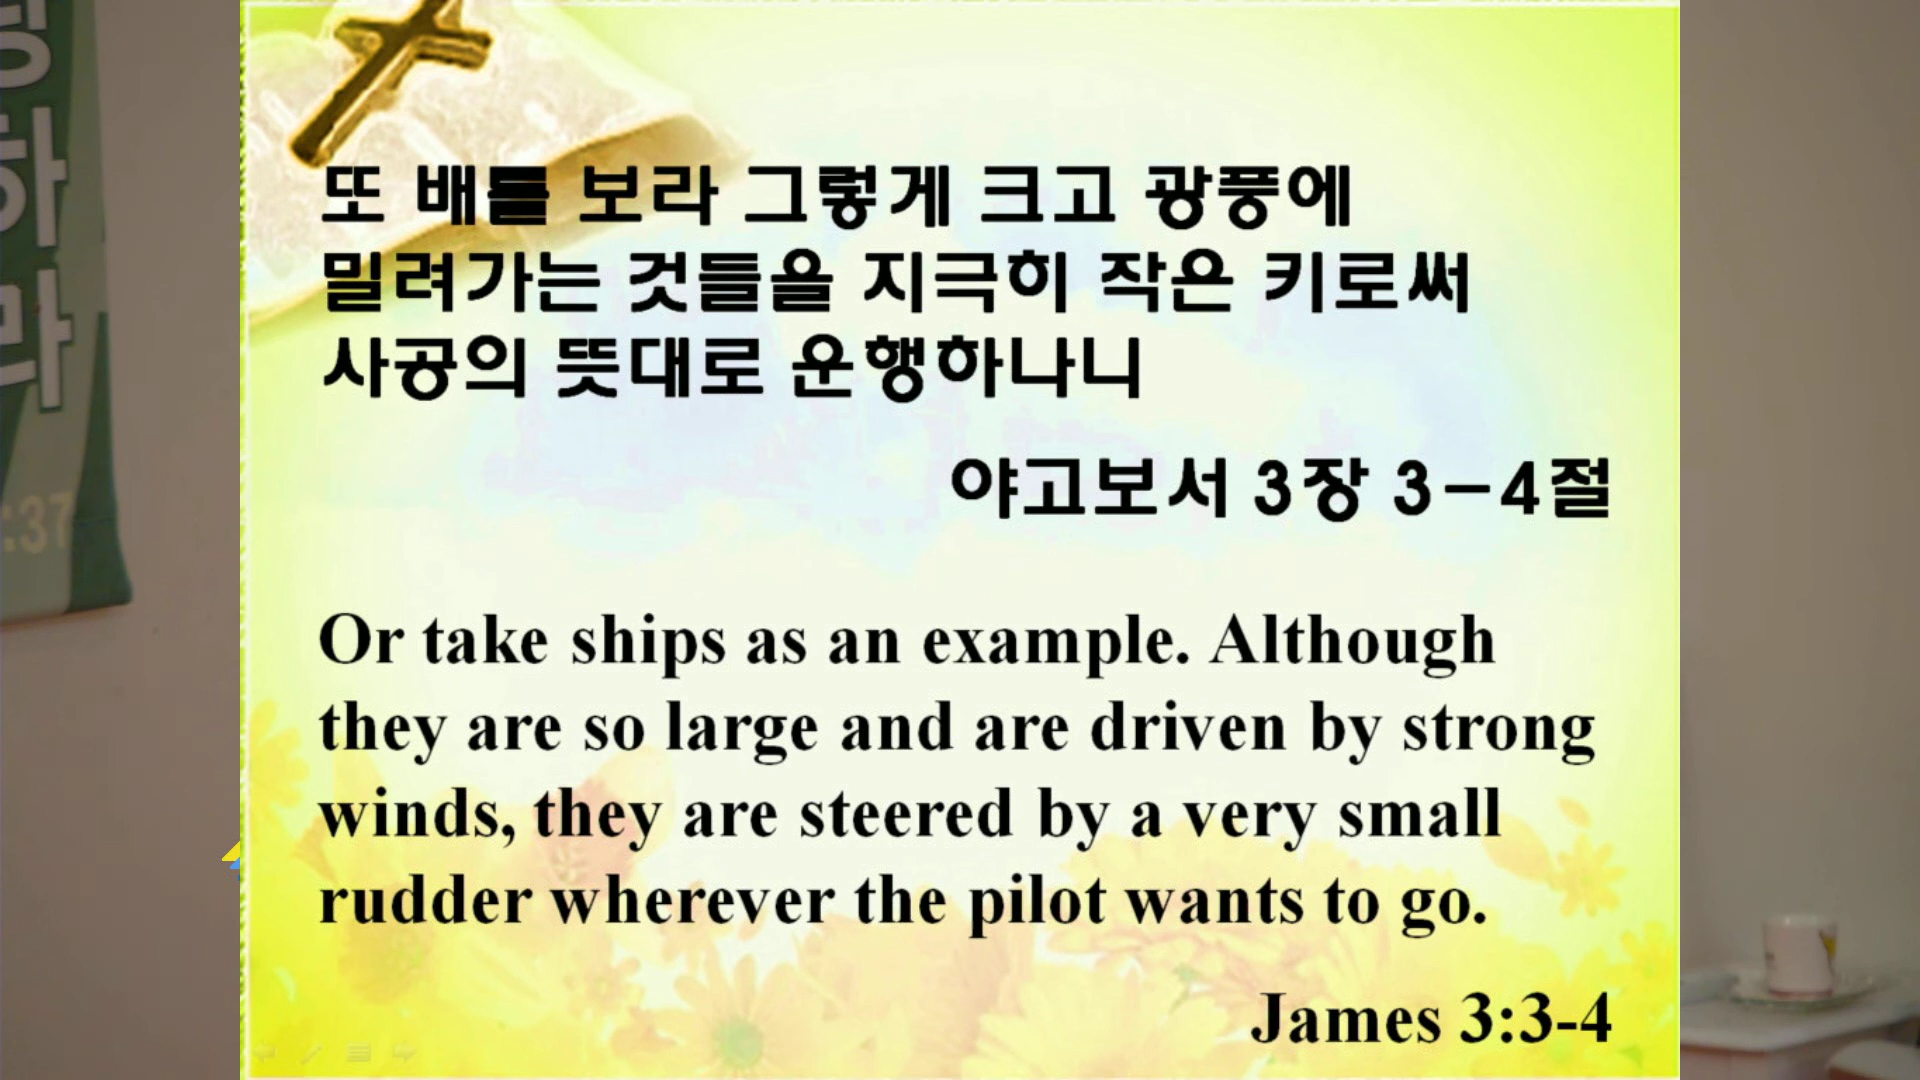 또 배를 보라 그렇게 크고 광풍에
밀려가는 것들을 지극히 작은 키로써
사공의 뜻대로 운행하나니
야고보서 3장 3-4절
Or take ships as an example. Although
they are so large and are driven by strong
winds, they are steered by a very small
rudder wherever the pilot wants to go.
James 3:3-4
하
라
:37